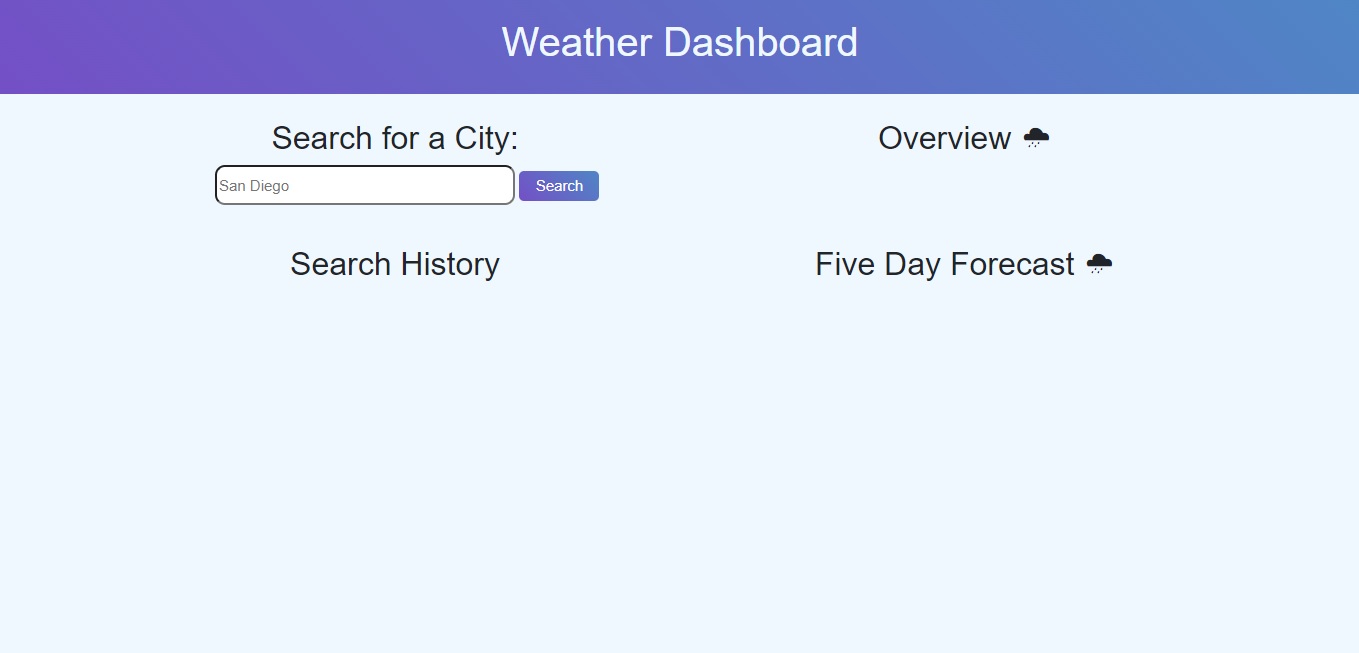 Weather Dashboard
Search for a City:
San Diego
Search
Search History
Overview
Five Day Forecast